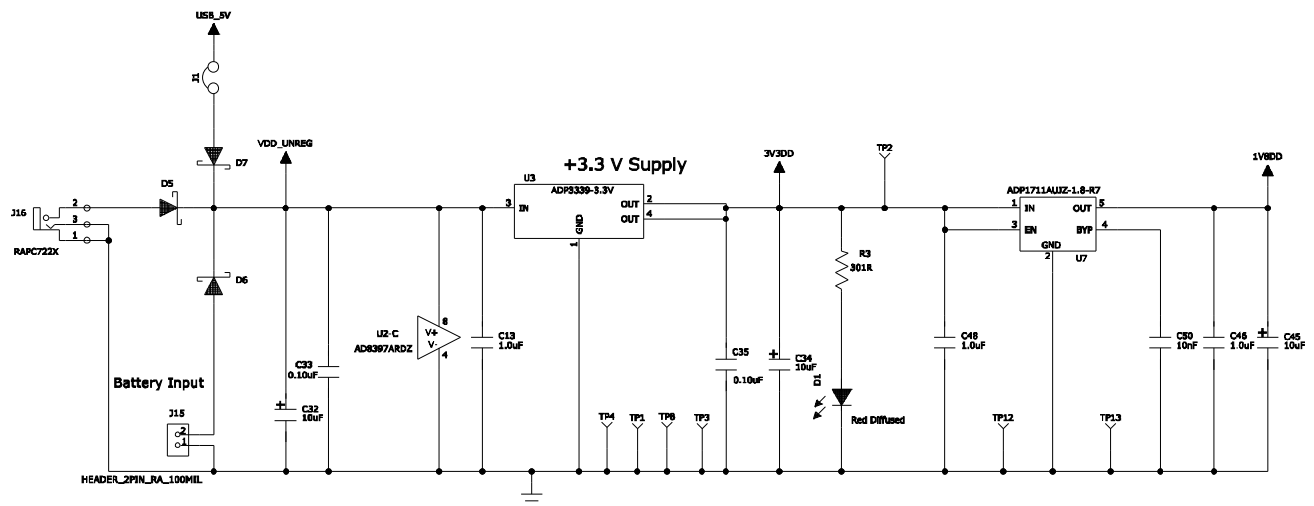 USB_5V
J1
D7
VDD_UNREG
D5
J16
2
3
1
RAPC722X
D6
Battery Input
J15
2
1
HEADER_2PIN_RA_100MIL
C32
10uF
C33
0.10uF
U2-C
AD8397ARDZ
V+
V-
8
4
C13
1.0uF
+3.3 V Supply
U3
ADP3339-3.3V
3
IN
OUT
2
OUT
4
GND
1
TP4
TP1
TP8
TP3
C35
0.10uF
3V3DD
C34
10uF
TP2
R3
301R
D1
Red Diffused
C48
1.0uF
ADP1711AUJZ-1.8-R7
1
IN
OUT
5
3
EN
BYP
4
GND
2
U7
TP12
TP13
C50
10nF
C46
1.0uF
1V8DD
C45
10uF